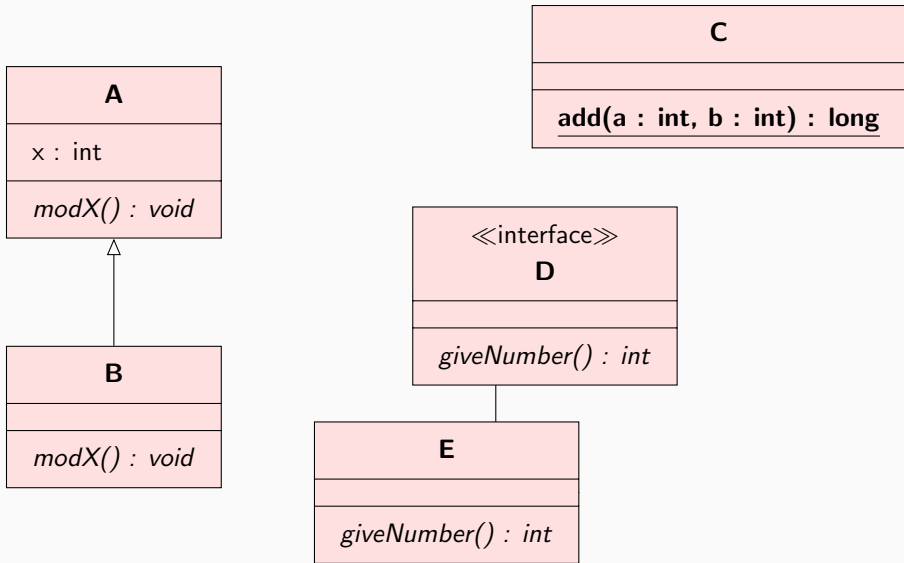 A
x : int
modX() : void
B
modX() : void
C
add(a : int, b : int) : long
≪interface≫
D
giveNumber() : int
E
giveNumber() : int